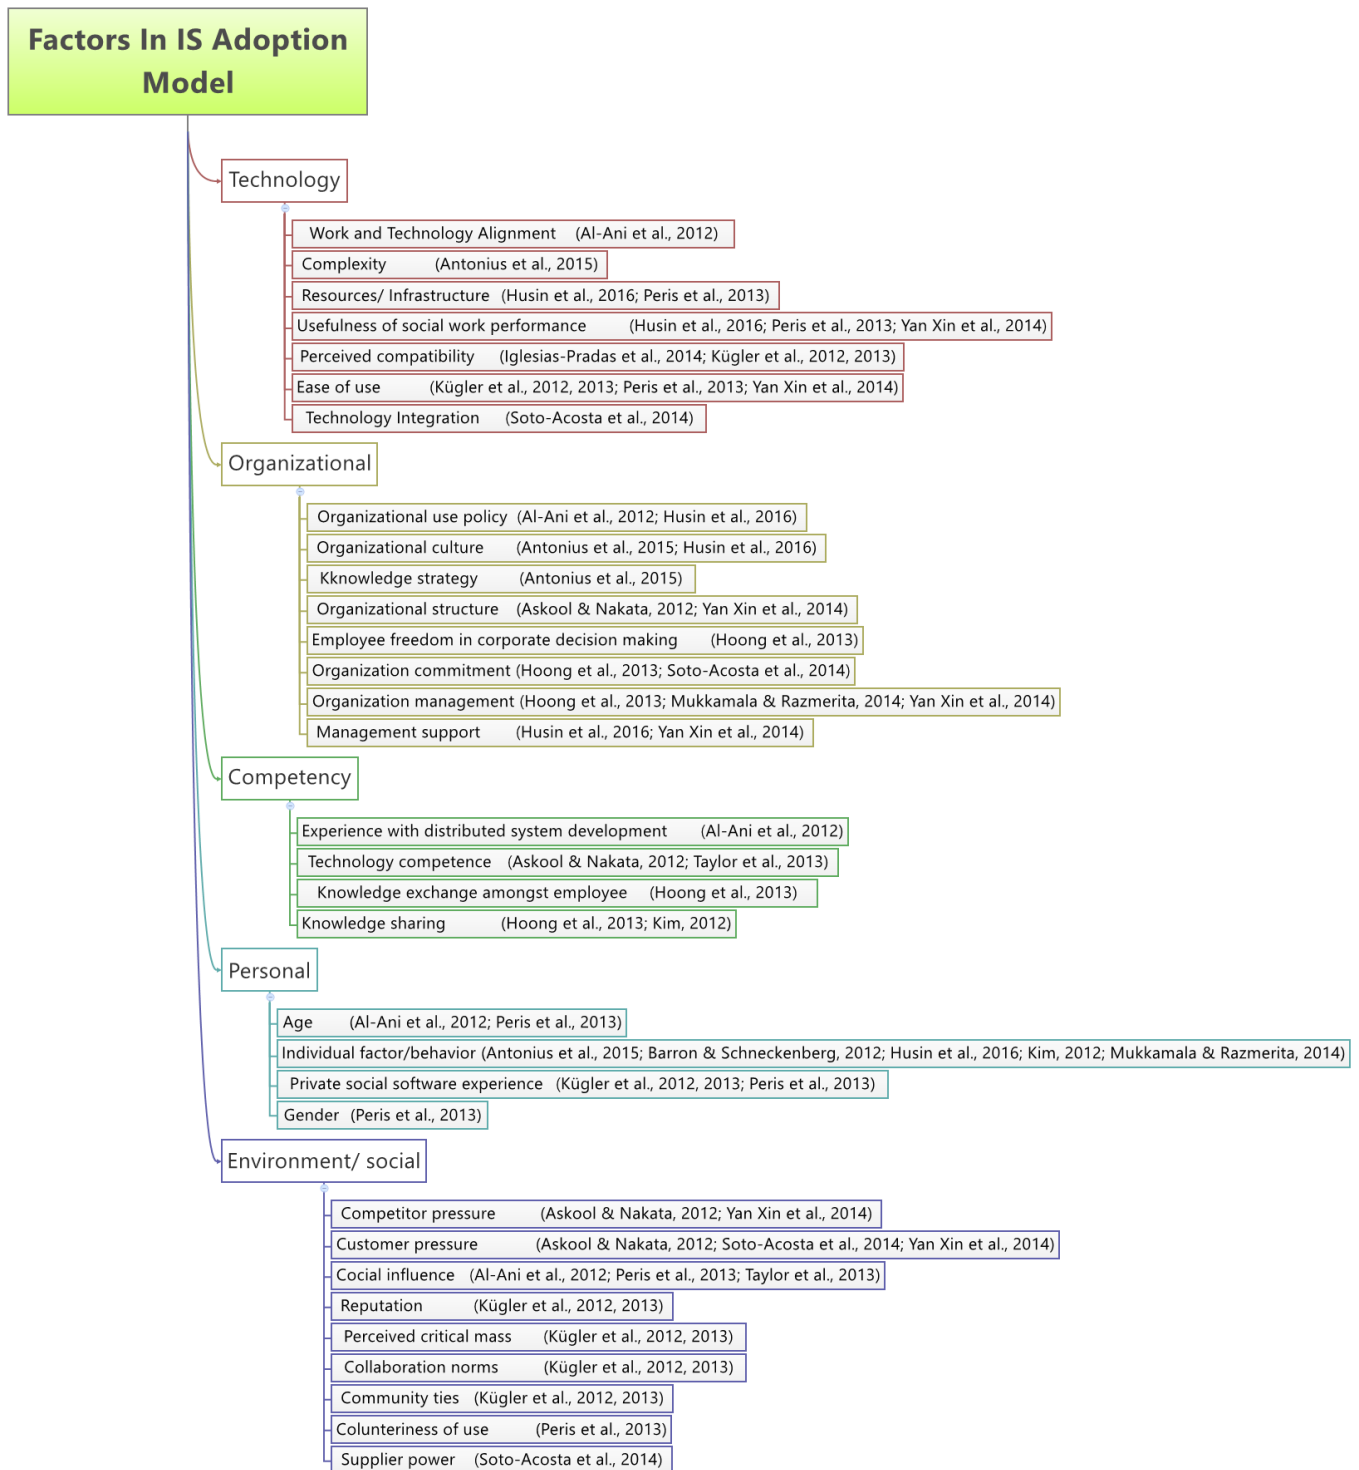 Factors In IS Adoption
Model
Technology
Work and Technology Alignment (Al-Ani et al., 2012)
Complexity (Antonius et al., 2015)
Resources/ Infrastructure (Husin et al., 2016; Peris et al., 2013)
Usefulness of social work performance (Husin et al., 2016; Peris et al., 2013; Yan Xin et al., 2014)
Perceived compatibility (Iglesias-Pradas et al., 2014; Kügler et al., 2012, 2013)
Ease of use (Kügler et al., 2012, 2013; Peris et al., 2013; Yan Xin et al., 2014)
Technology Integration (Soto-Acosta et al., 2014)
Organizational
Organizational use policy (Al-Ani et al., 2012; Husin et al., 2016)
Organizational culture (Antonius et al., 2015; Husin et al., 2016)
Kknowledge strategy (Antonius et al., 2015)
Organizational structure (Askool & Nakata, 2012; Yan Xin et al., 2014)
Employee freedom in corporate decision making (Hoong et al., 2013)
Organization commitment (Hoong et al., 2013; Soto-Acosta et al., 2014)
Organization management (Hoong et al., 2013; Mukkamala & Razmerita, 2014; Yan Xin et al., 2014)
Management support (Husin et al., 2016; Yan Xin et al., 2014)
Competency
Experience with distributed system development (Al-Ani et al., 2012)
Technology competence (Askool & Nakata, 2012; Taylor et al., 2013)
Knowledge exchange amongst employee (Hoong et al., 2013)
Knowledge sharing (Hoong et al., 2013; Kim, 2012)
Personal
Age (Al-Ani et al., 2012; Peris et al., 2013)
Individual factor/behavior (Antonius et al., 2015; Barron & Schneckenberg, 2012; Husin et al., 2016; Kim, 2012; Mukkamala & Razmerita, 2014)
Private social software experience (Kügler et al., 2012, 2013; Peris et al., 2013)
Gender (Peris et al., 2013)
Environment/ social
Competitor pressure (Askool & Nakata, 2012; Yan Xin et al., 2014)
Customer pressure (Askool & Nakata, 2012; Soto-Acosta et al., 2014; Yan Xin et al., 2014)
Cocial influence (Al-Ani et al., 2012; Peris et al., 2013; Taylor et al., 2013)
Reputation (Kügler et al., 2012, 2013)
Perceived critical mass (Kügler et al., 2012, 2013)
Collaboration norms (Kügler et al., 2012, 2013)
Community ties (Kügler et al., 2012, 2013)
Colunteriness of use (Peris et al., 2013)
Supplier power (Soto-Acosta et al., 2014)